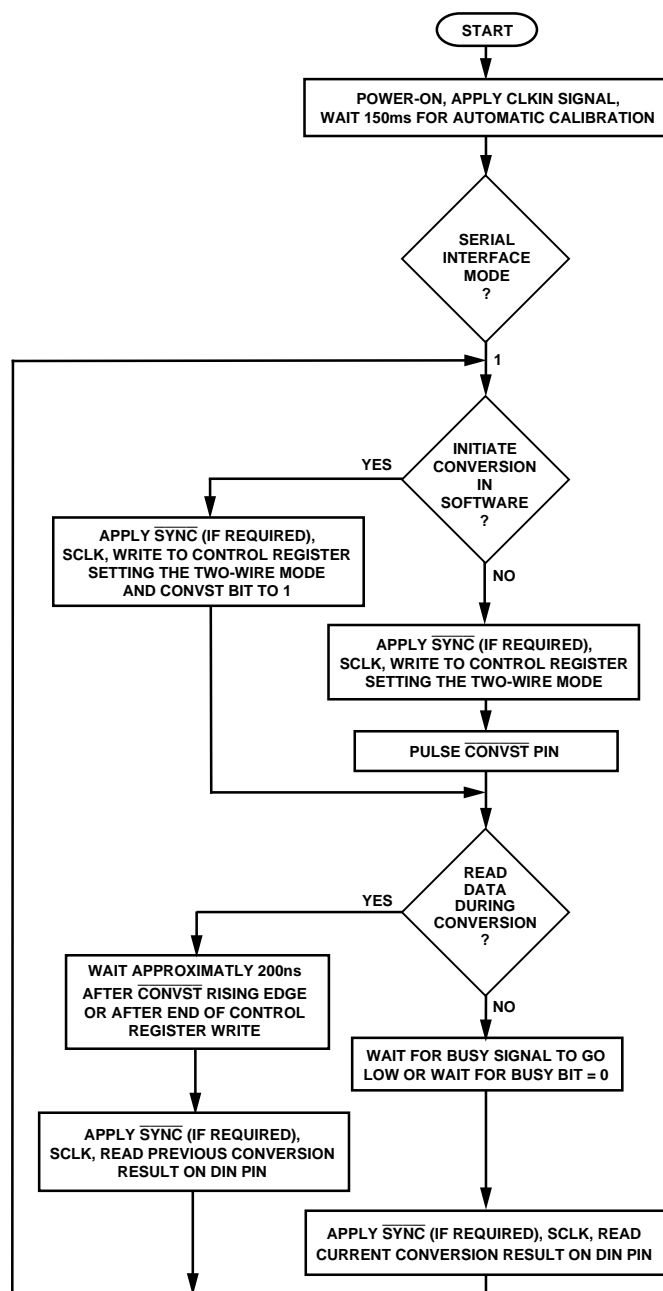 START
POWER-ON, APPLY CLKIN SIGNAL,
WAIT 150ms FOR AUTOMATIC CALIBRATION
SERIAL
INTERFACE
MODE
?
1
INITIATE
CONVERSION
IN
SOFTWARE
?
YES
APPLY SYNC (IF REQUIRED),
SCLK, WRITE TO CONTROL REGISTER
SETTING THE TWO-WIRE MODE
AND CONVST BIT TO 1
NO
APPLY SYNC (IF REQUIRED),
SCLK, WRITE TO CONTROL REGISTER
SETTING THE TWO-WIRE MODE
PULSE CONVST PIN
READ
DATA
DURING
CONVERSION
?
YES
WAIT APPROXIMATLY 200ns
AFTER CONVST RISING EDGE
OR AFTER END OF CONTROL
REGISTER WRITE
NO
WAIT FOR BUSY SIGNAL TO GO
LOW OR WAIT FOR BUSY BIT = 0
APPLY SYNC (IF REQUIRED),
SCLK, READ PREVIOUS CONVERSION
RESULT ON DIN PIN
APPLY SYNC (IF REQUIRED), SCLK, READ
CURRENT CONVERSION RESULT ON DIN PIN